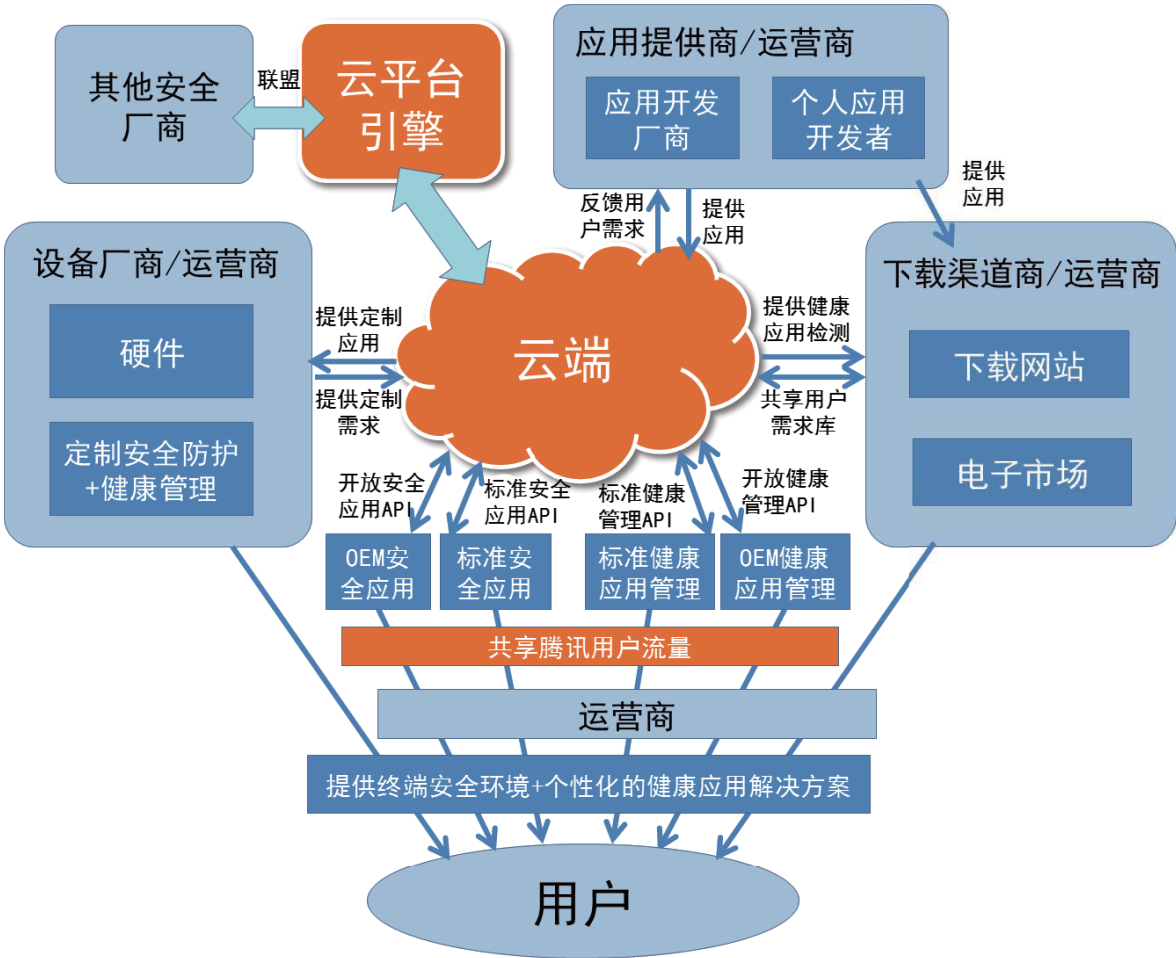 其他安全
厂商
联盟
云平台
引擎
应用提供商/运营商
应用开发
厂商
个人应用
开发者
反馈用
户需求
提供
应用
提供
应用
设备厂商/运营商
硬件
定制安全防护
+健康管理
提供定制
应用
提供定制
需求
云端
提供健康
应用检测
共享用户
需求库
下载渠道商/运营商
下载网站
电子市场
开放安全
应用API
标准安全
应用API
标准健康
管理API
开放健康
管理API
OEM安
全应用
标准安
全应用
标准健康
应用管理
OEM健康
应用管理
共享腾讯用户流量
运营商
提供终端安全环境+个性化的健康应用解决方案
用户